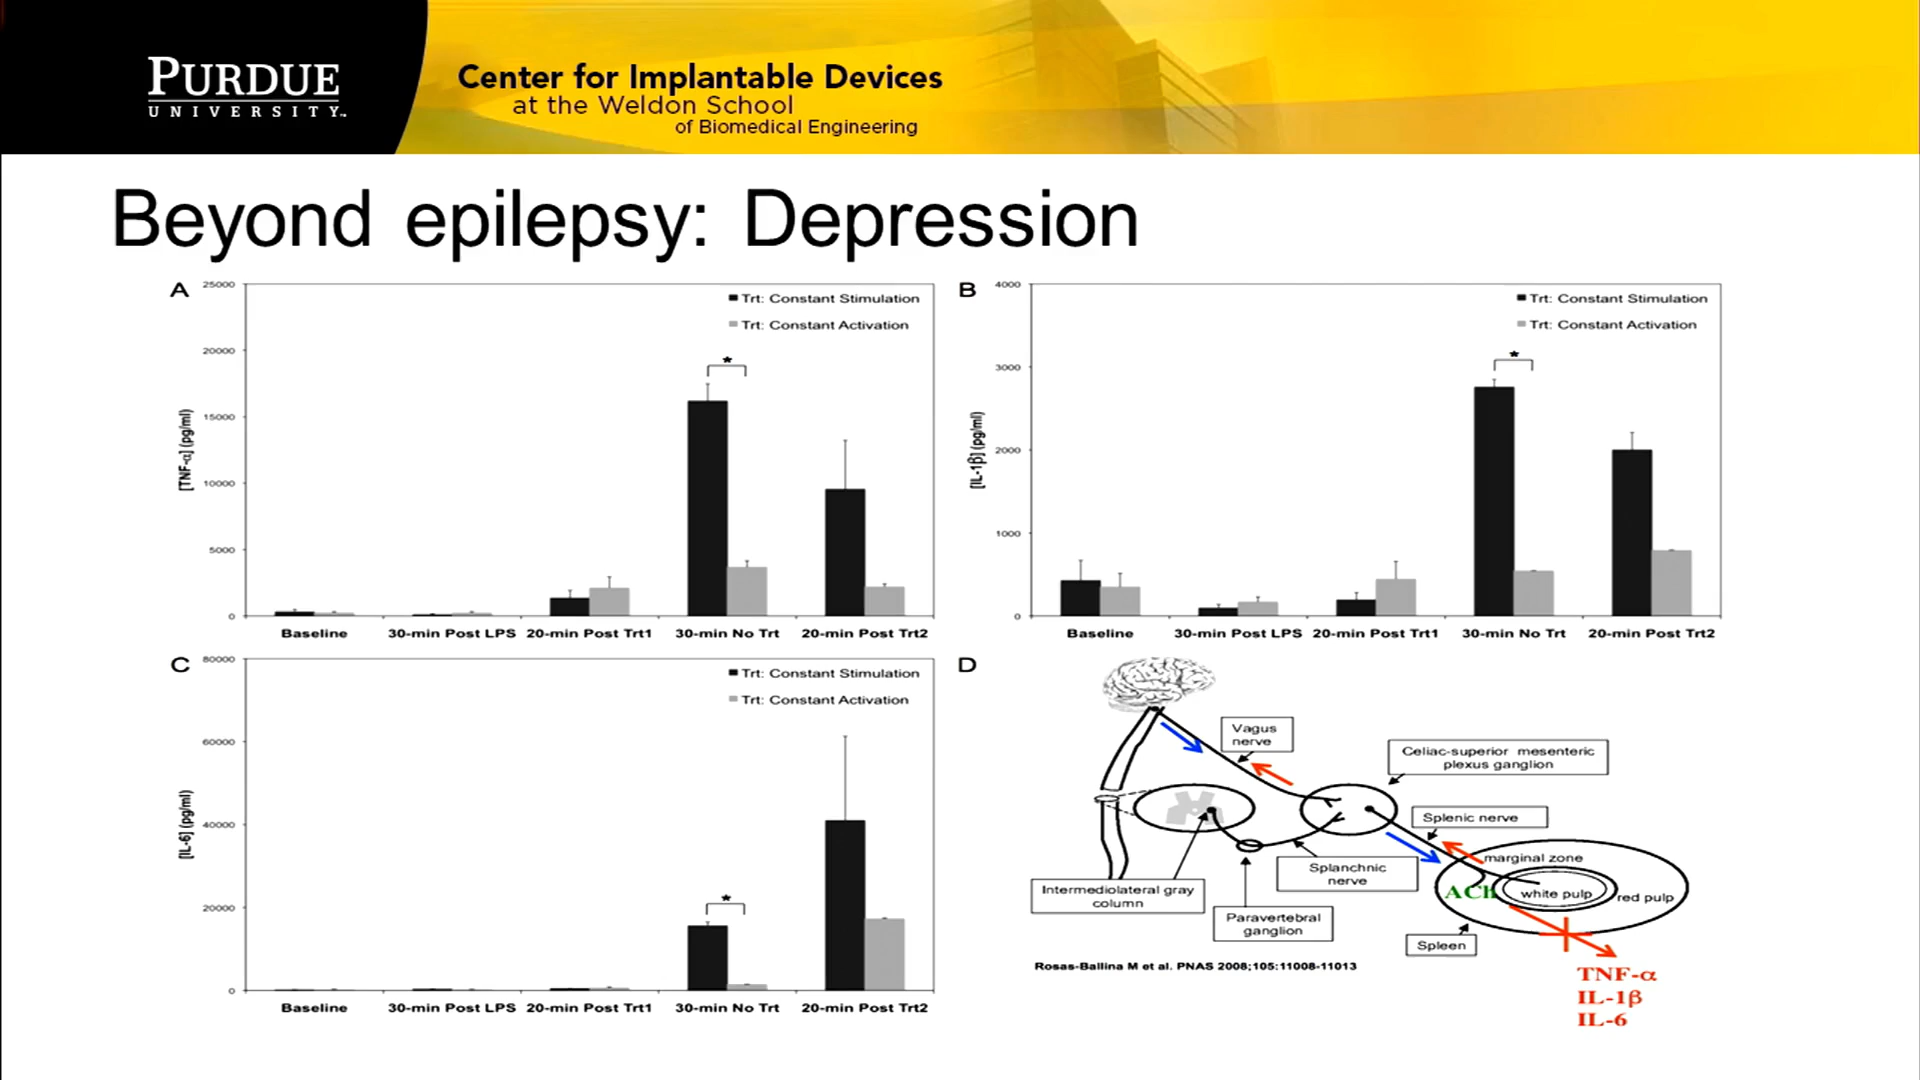 PURDUE
UNIVERSITY™
Center for Implantable Devices
at the Weldon School
of Biomedical Engineering
Beyond epilepsy: Depression
A
25000
20000
15000
10000
5000
0
[TNF-α] (pg/ml)
Trt: Constant Stimulation
Trt: Constant Activation
*
Baseline
30-min Post LPS
20-min Post Trt1
30-min No Trt
20-min Post Trt2
B
4000
3000
2000
1000
0
[IL-1β] (pg/ml)
Trt: Constant Stimulation
Trt: Constant Activation
*
Baseline
30-min Post LPS
20-min Post Trt1
30-min No Trt
20-min Post Trt2
C
80000
60000
40000
20000
0
[IL-6] (pg/ml)
Trt: Constant Stimulation
Trt: Constant Activation
*
Baseline
30-min Post LPS
20-min Post Trt1
30-min No Trt
20-min Post Trt2
D
Vagus
nerve
Celiac-superior mesenteric
plexus ganglion
Splenic nerve
marginal zone
Splanchnic
nerve
Intermediolateral gray
column
ACh
white pulp
red pulp
Paravertebral
ganglion
Spleen
Rosas-Ballina M et al. PNAS 2008;105:11008-11013
TNF-α
IL-1β
IL-6